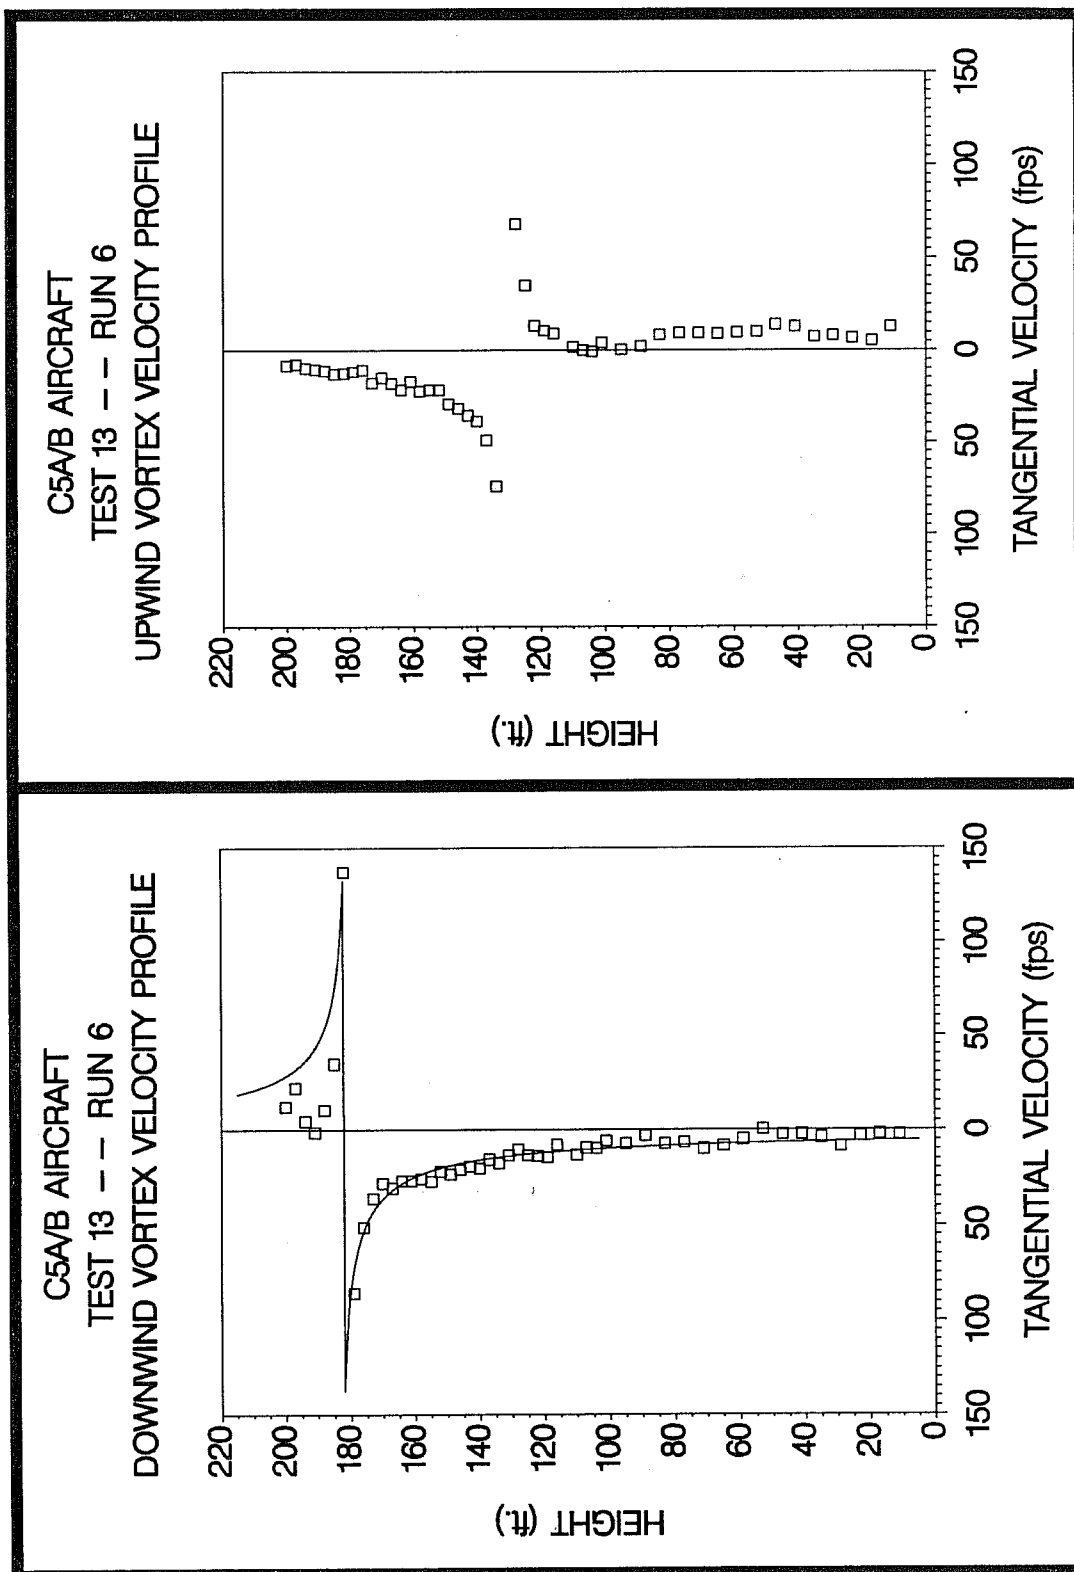 C5A/B AIRCRAFT
TEST 13 -- RUN 6
DOWNWIND VORTEX VELOCITY PROFILE
220
200
180
160
140
120
100
80
60
40
20
0
HEIGHT (ft.)
150 100 50 0 50 100 150
TANGENTIAL VELOCITY (fps)
C5A/B AIRCRAFT
TEST 13 -- RUN 6
UPWIND VORTEX VELOCITY PROFILE
220
200
180
160
140
120
100
80
60
40
20
0
HEIGHT (ft.)
150 100 50 0 50 100 150
TANGENTIAL VELOCITY (fps)